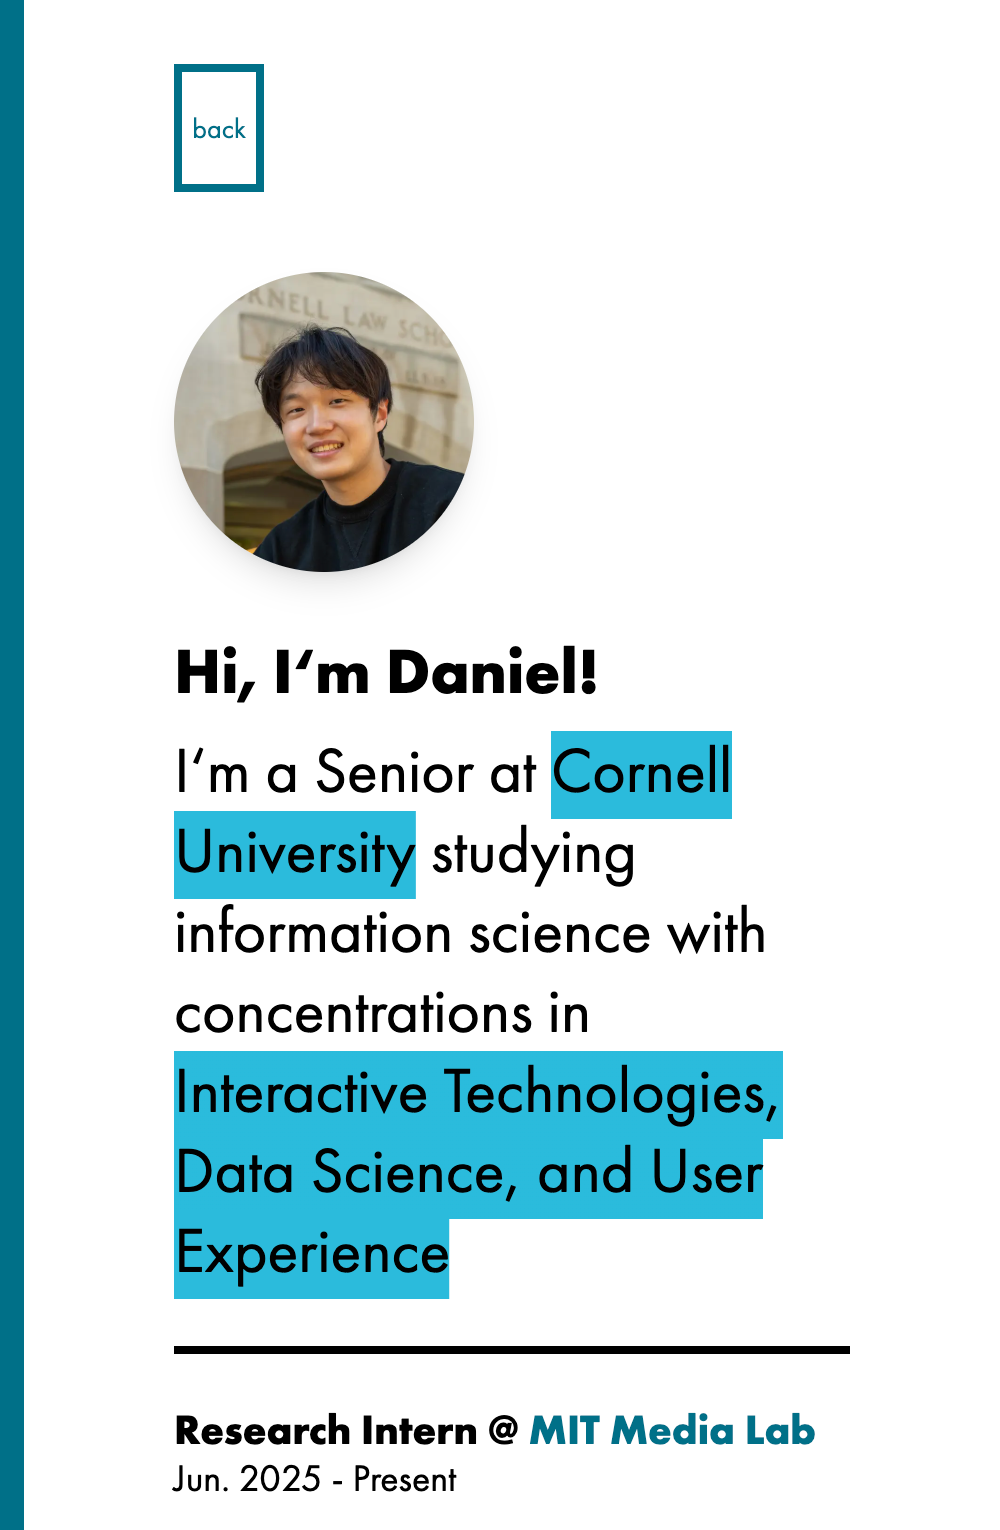 back
RNELL LAW SCHO
Hi, I‘m Daniel!
I‘m a Senior at Cornell
University studying
information science with
concentrations in
Interactive Technologies,
Data Science, and User
Experience
Research Intern @ MIT Media Lab
Jun. 2025 - Present